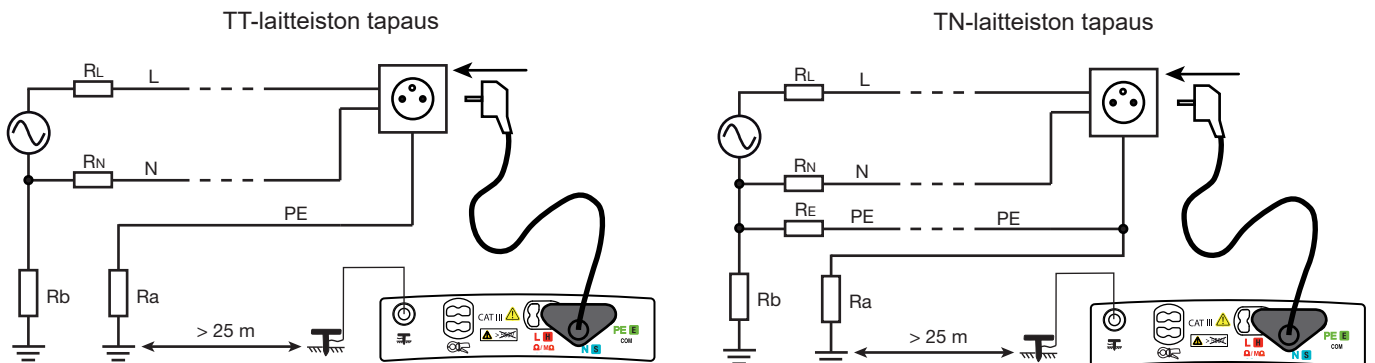 TT-laitteiston tapaus
RL
L
RN
N
PE
Rb
Ra
> 25 m
CAT III
L H
Ω/MΩ
N S
PE E
COM
TN-laitteiston tapaus
RL
L
RN
N
RE
PE
PE
Rb
Ra
> 25 m
CAT III
L H
Ω/MΩ
N S
PE E
COM